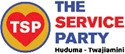 TSP
THE
SERVICE
PARTY
Huduma - Twajiamini